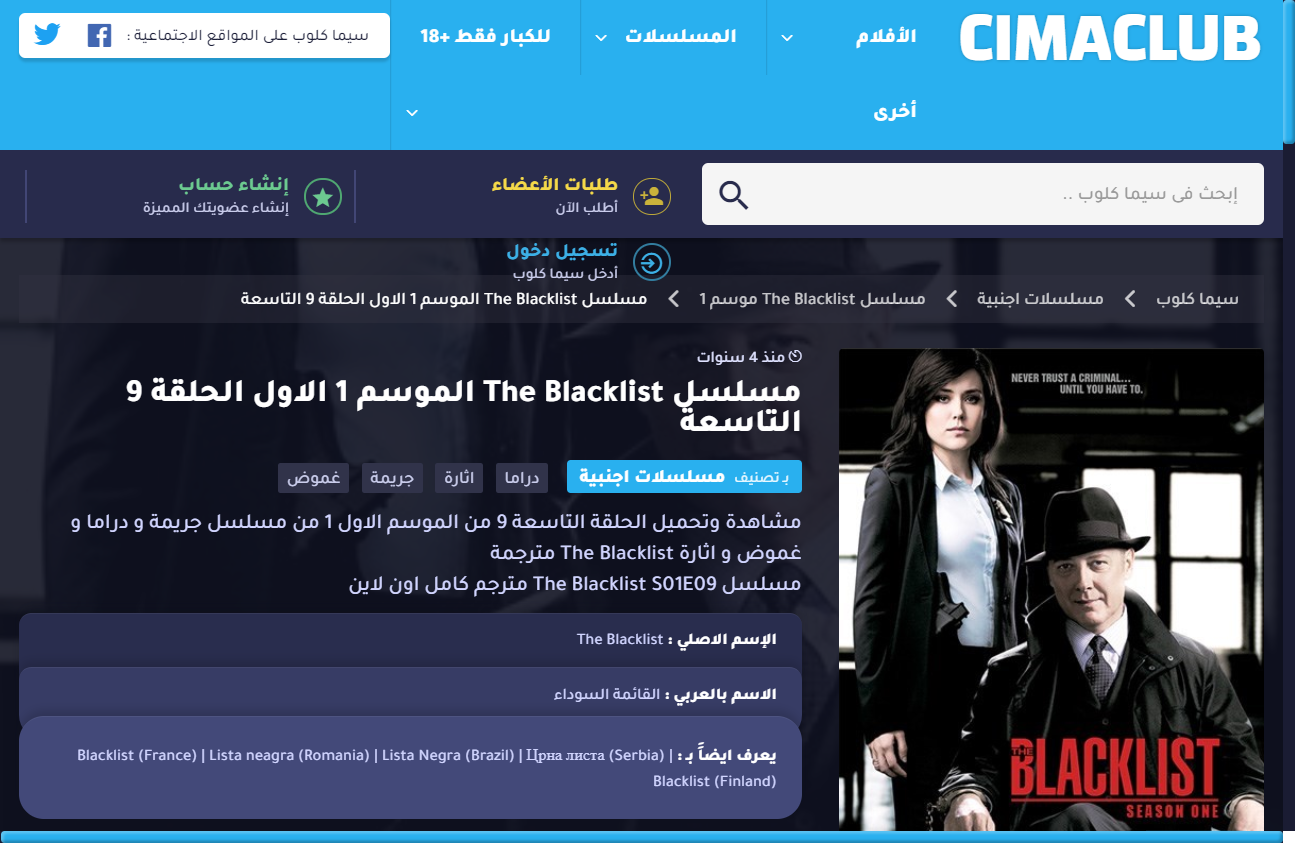 CIMACLUB
الأفلام
المسلسلات
للكبار فقط +18
سيما كلوب على المواقع الاجتماعية :
أخرى
إبحث فى سيما كلوب ..
طلبات الأعضاء
أطلب الآن
إنشاء حساب
إنشاء عضويتك المميزة
تسجيل دخول
أدخل سيما كلوب
سيما كلوب
مسلسلات اجنبية
مسلسل The Blacklist موسم 1
مسلسل The Blacklist الموسم 1 الاول الحلقة 9 التاسعة
منذ 4 سنوات
مسلسل The Blacklist الموسم 1 الاول الحلقة 9
التاسعة
بـ تصنيف مسلسلات اجنبية
دراما
اثارة
جريمة
غموض
مشاهدة وتحميل الحلقة التاسعة 9 من الموسم الاول 1 من مسلسل جريمة و دراما و
غموض و اثارة The Blacklist مترجمة
مسلسل The Blacklist S01E09 مترجم كامل اون لاين
الإسم الاصلي : The Blacklist
الاسم بالعربي : القائمة السوداء
يعرف ايضاً بـ : Blacklist (France) | Lista neagra (Romania) | Lista Negra (Brazil) | Црна листа (Serbia) |
Blacklist (Finland)
NEVER TRUST A CRIMINAL...
UNTIL YOU HAVE TO.
THE
BLACKLIST
SEASON ONE